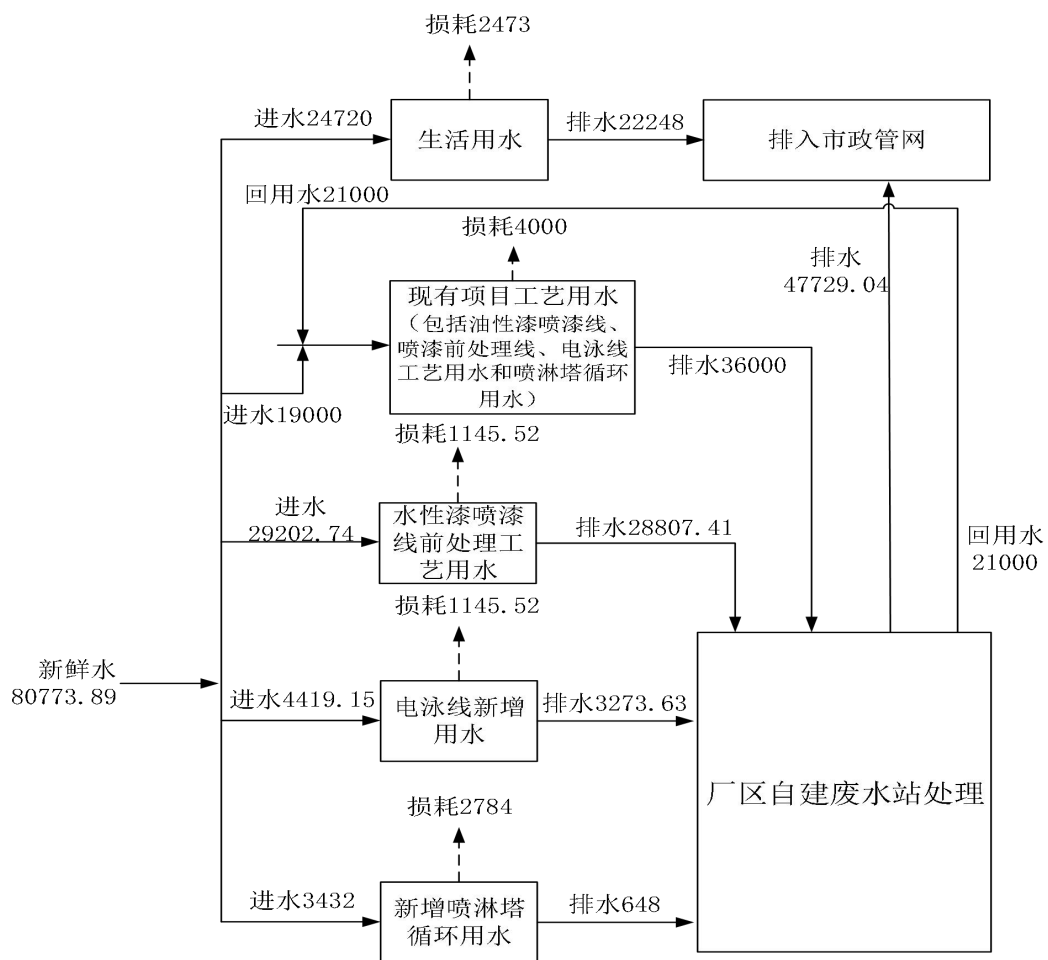 损耗2473
进水24720
生活用水
排水22248
排入市政管网
回用水21000
损耗4000
排水
47729.04
现有项目工艺用水
（包括油性漆喷漆线、
喷漆前处理线、电泳线
工艺用水和喷淋塔循环
用水）
排水36000
进水19000
损耗1145.52
进水
29202.74
水性漆喷漆
线前处理工
艺用水
排水28807.41
回用水
21000
损耗1145.52
新鲜水
80773.89
进水4419.15
电泳线新增
用水
排水3273.63
厂区自建废水站处理
损耗2784
进水3432
新增喷淋塔
循环用水
排水648